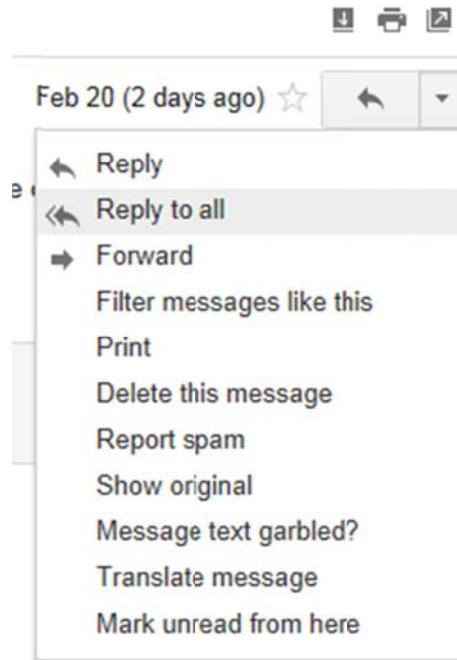 Feb 20 (2 days ago)
Reply
e
Reply to all
Forward
Filter messages like this
Print
Delete this message
Report spam
Show original
Message text garbled?
Translate message
Mark unread from here